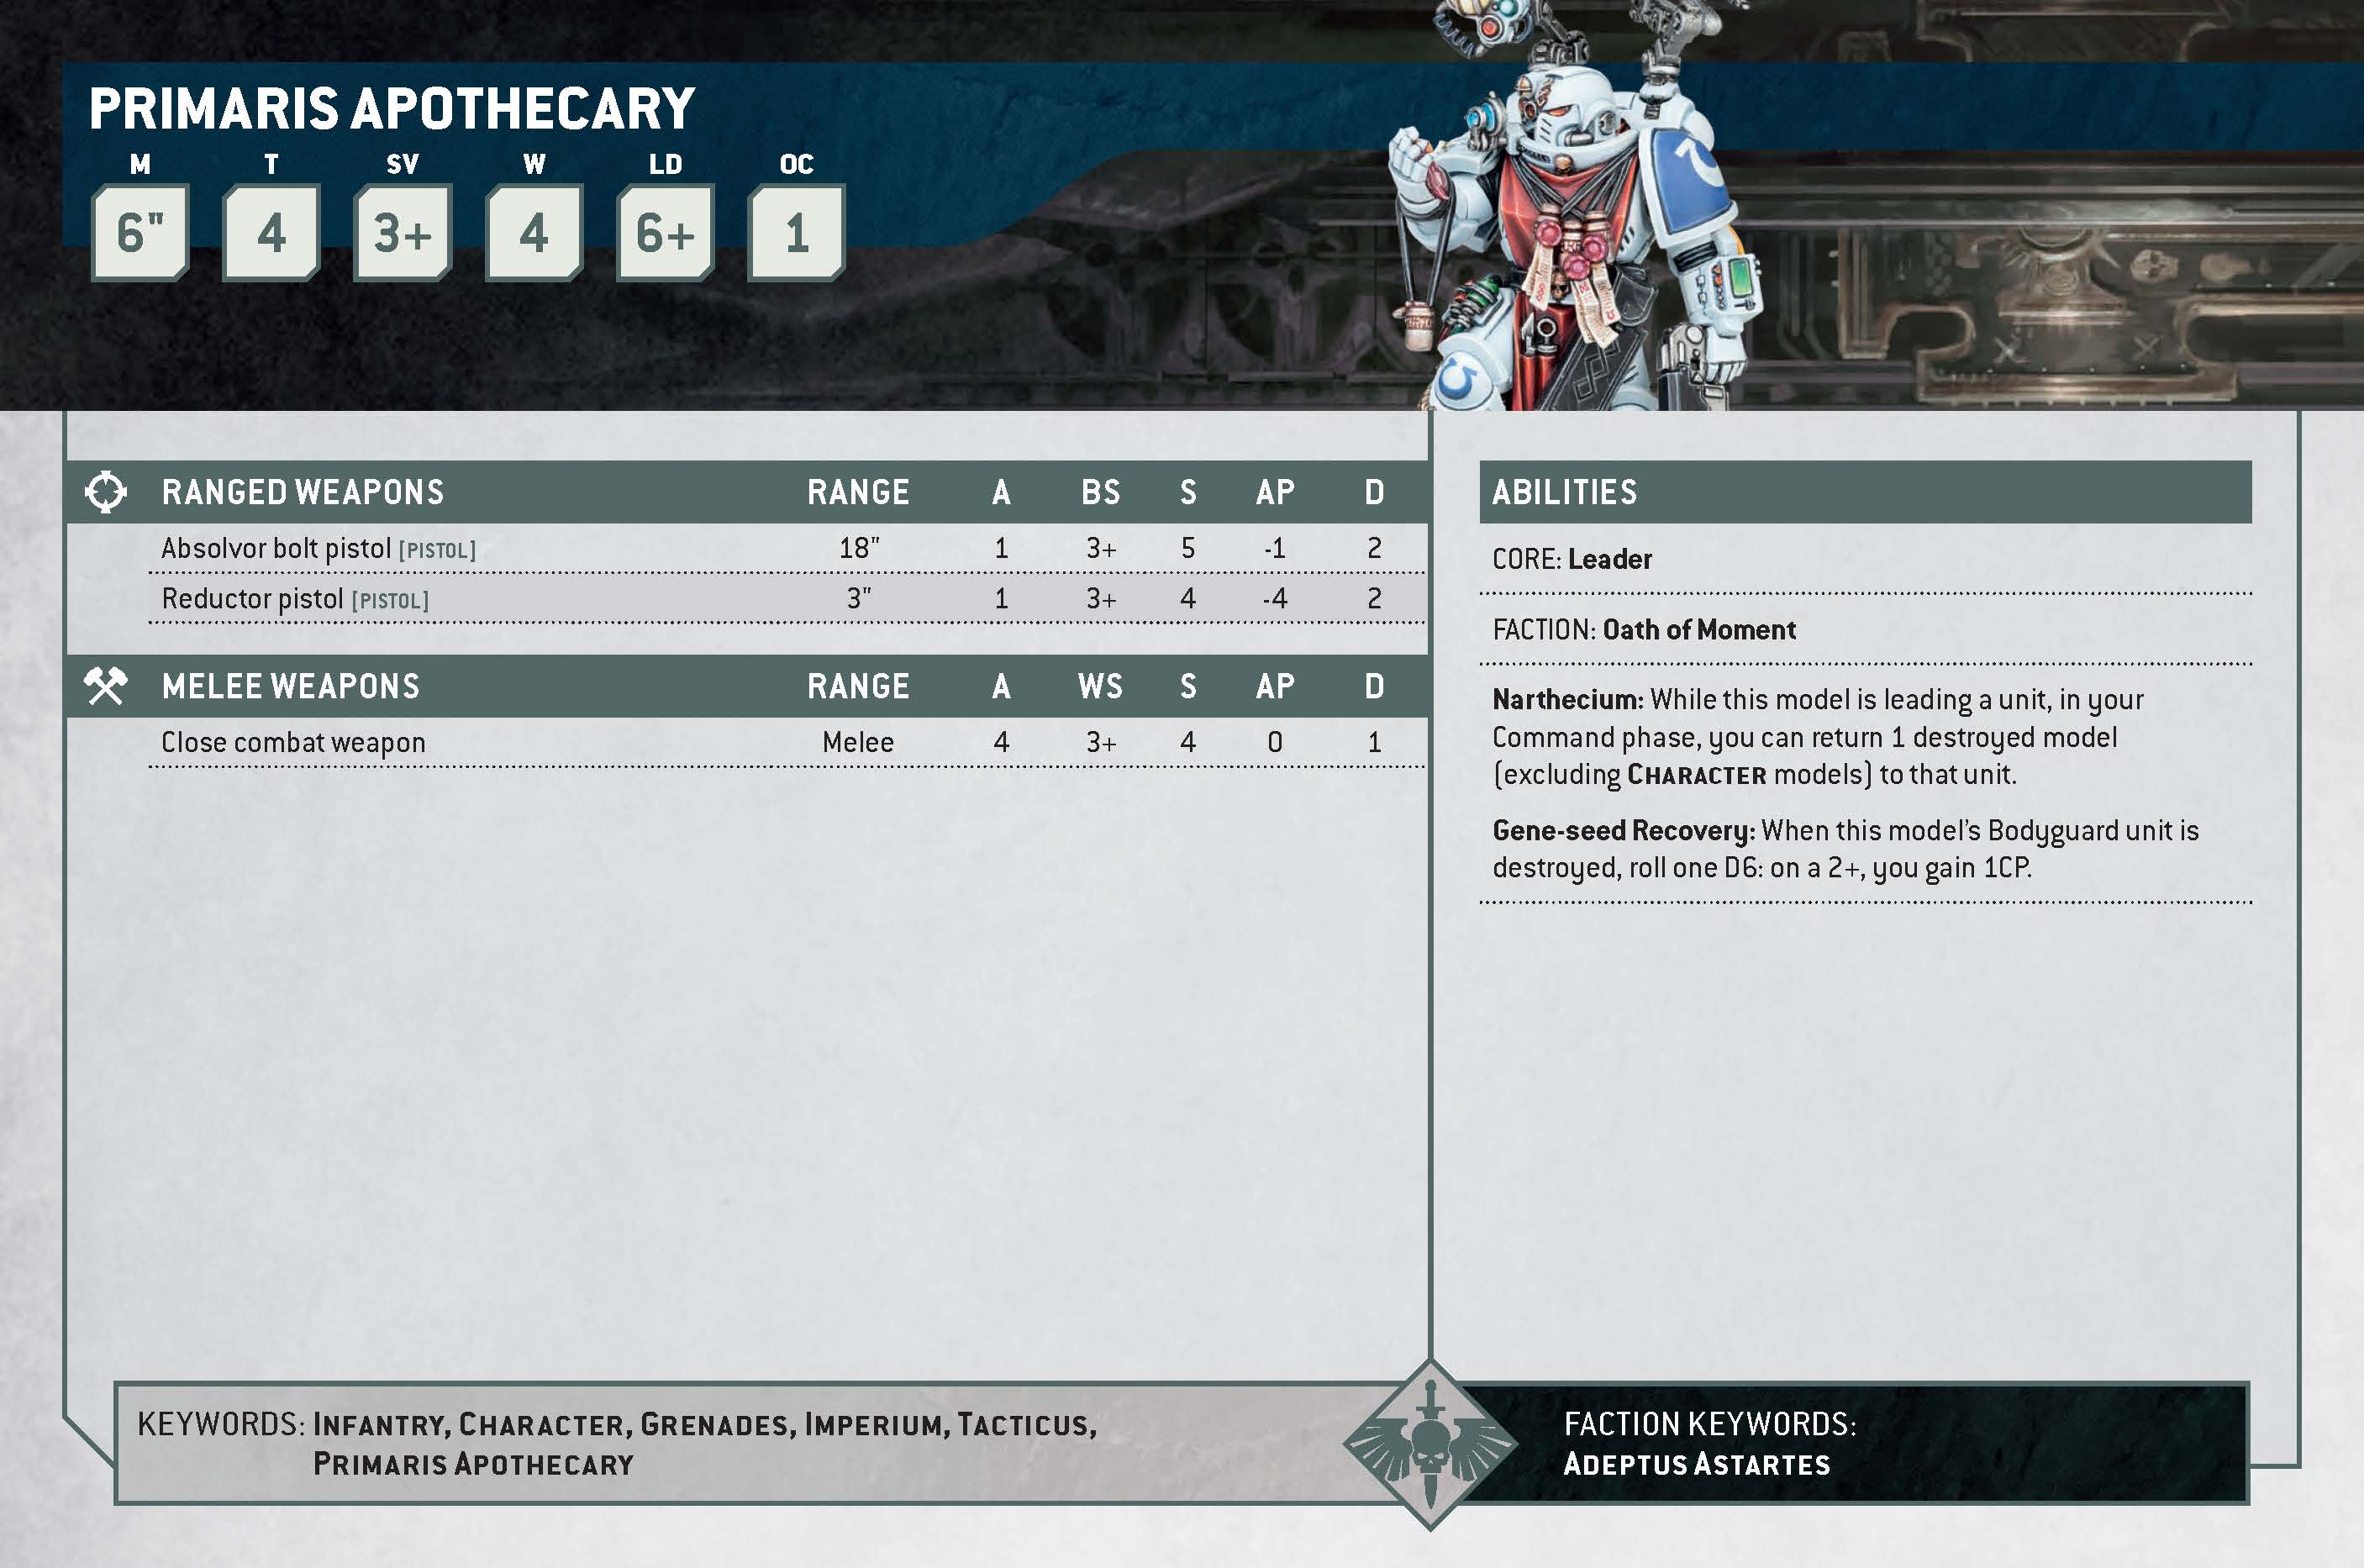 PRIMARIS APOTHECARY
M T SV W LD OC
6" 4 3+ 4 6+ 1
RANGED WEAPONS RANGE A BS S AP D
Absolvor bolt pistol [PISTOL] 18" 1 3+ 5 -1 2
Reductor pistol [PISTOL] 3" 1 3+ 4 -4 2
MELEE WEAPONS RANGE A WS S AP D
Close combat weapon Melee 4 3+ 4 0 1
ABILITIES
CORE: Leader
FACTION: Oath of Moment
Narthecium: While this model is leading a unit, in your
Command phase, you can return 1 destroyed model
(excluding CHARACTER models) to that unit.
Gene-seed Recovery: When this model's Bodyguard unit is
destroyed, roll one D6: on a 2+, you gain 1CP.
KEYWORDS: INFANTRY, CHARACTER, GRENADES, IMPERIUM, TACTICUS,
PRIMARIS APOTHECARY
FACTION KEYWORDS:
ADEPTUS ASTARTES